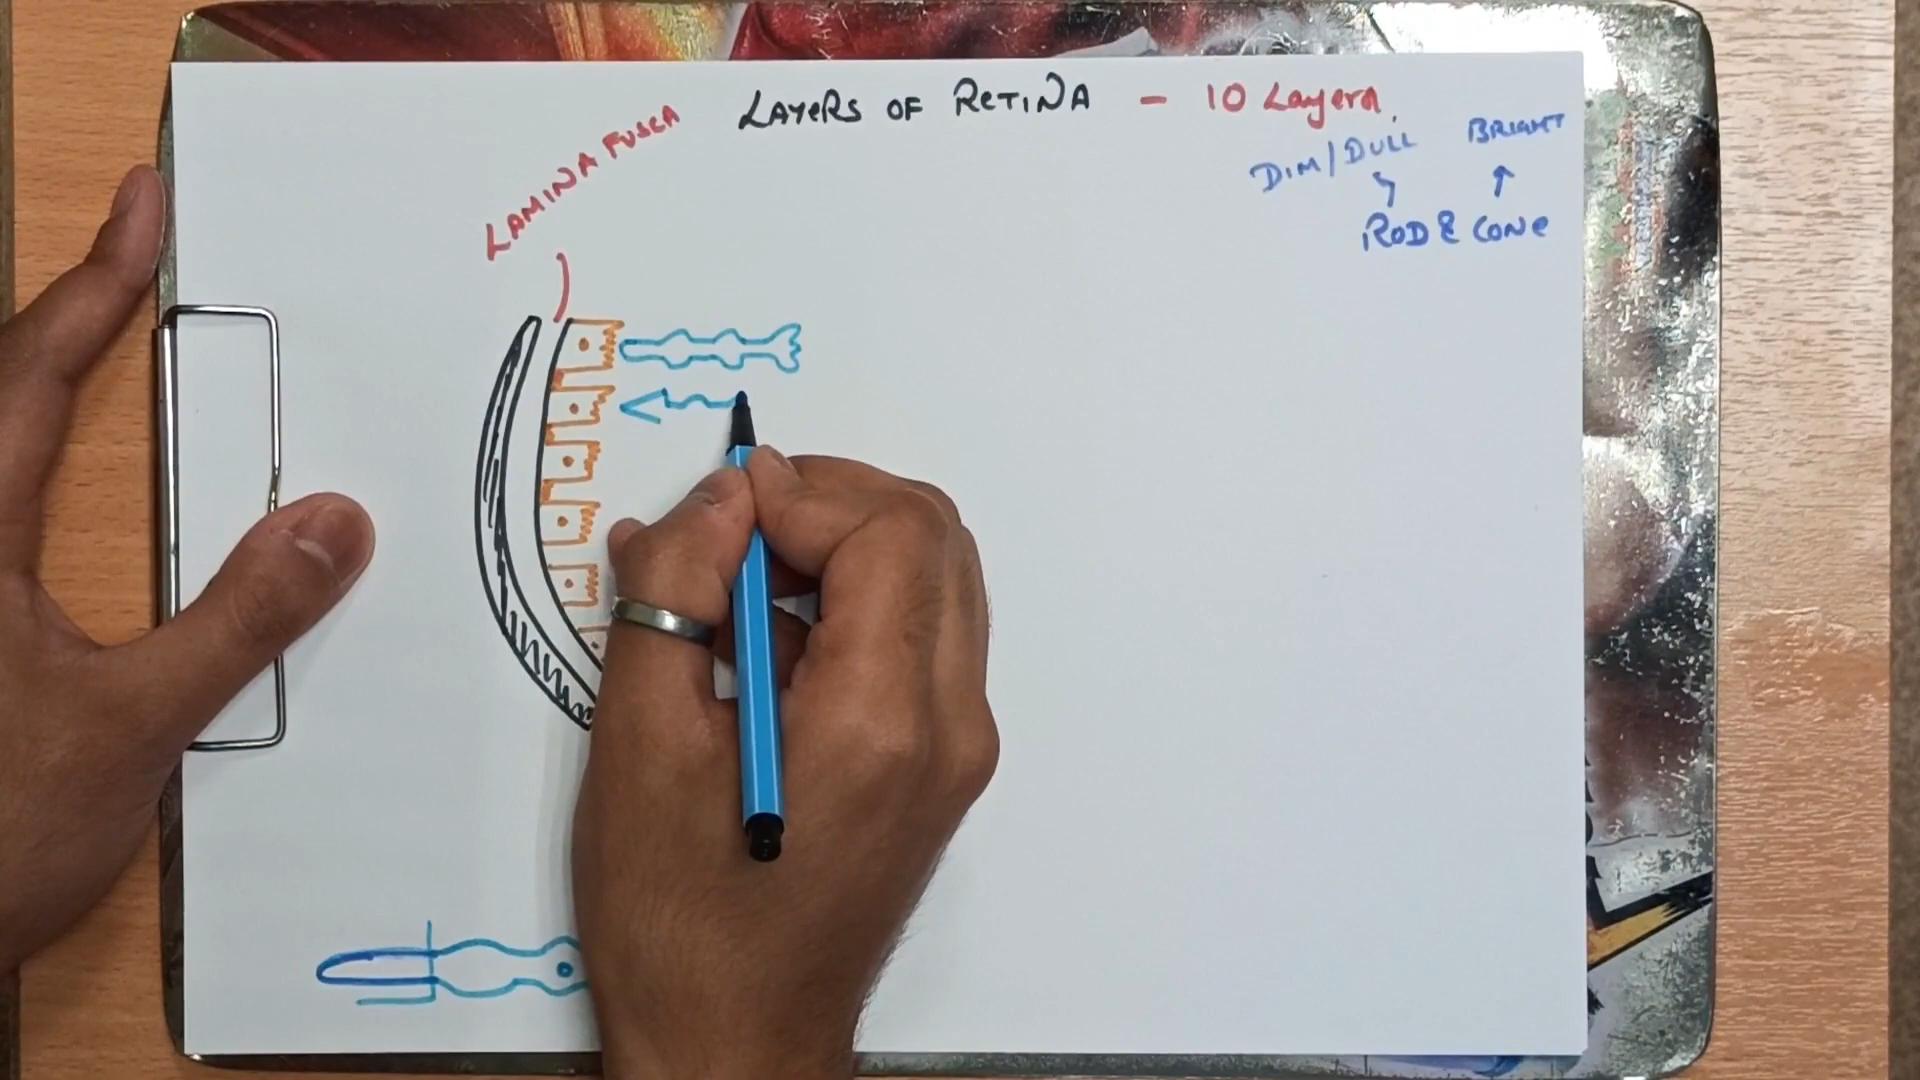 LAYERS OF RETINA - 10 Layers
LAMINA FUSCA
DIM/DULL BRIGHT
ROD & CONE